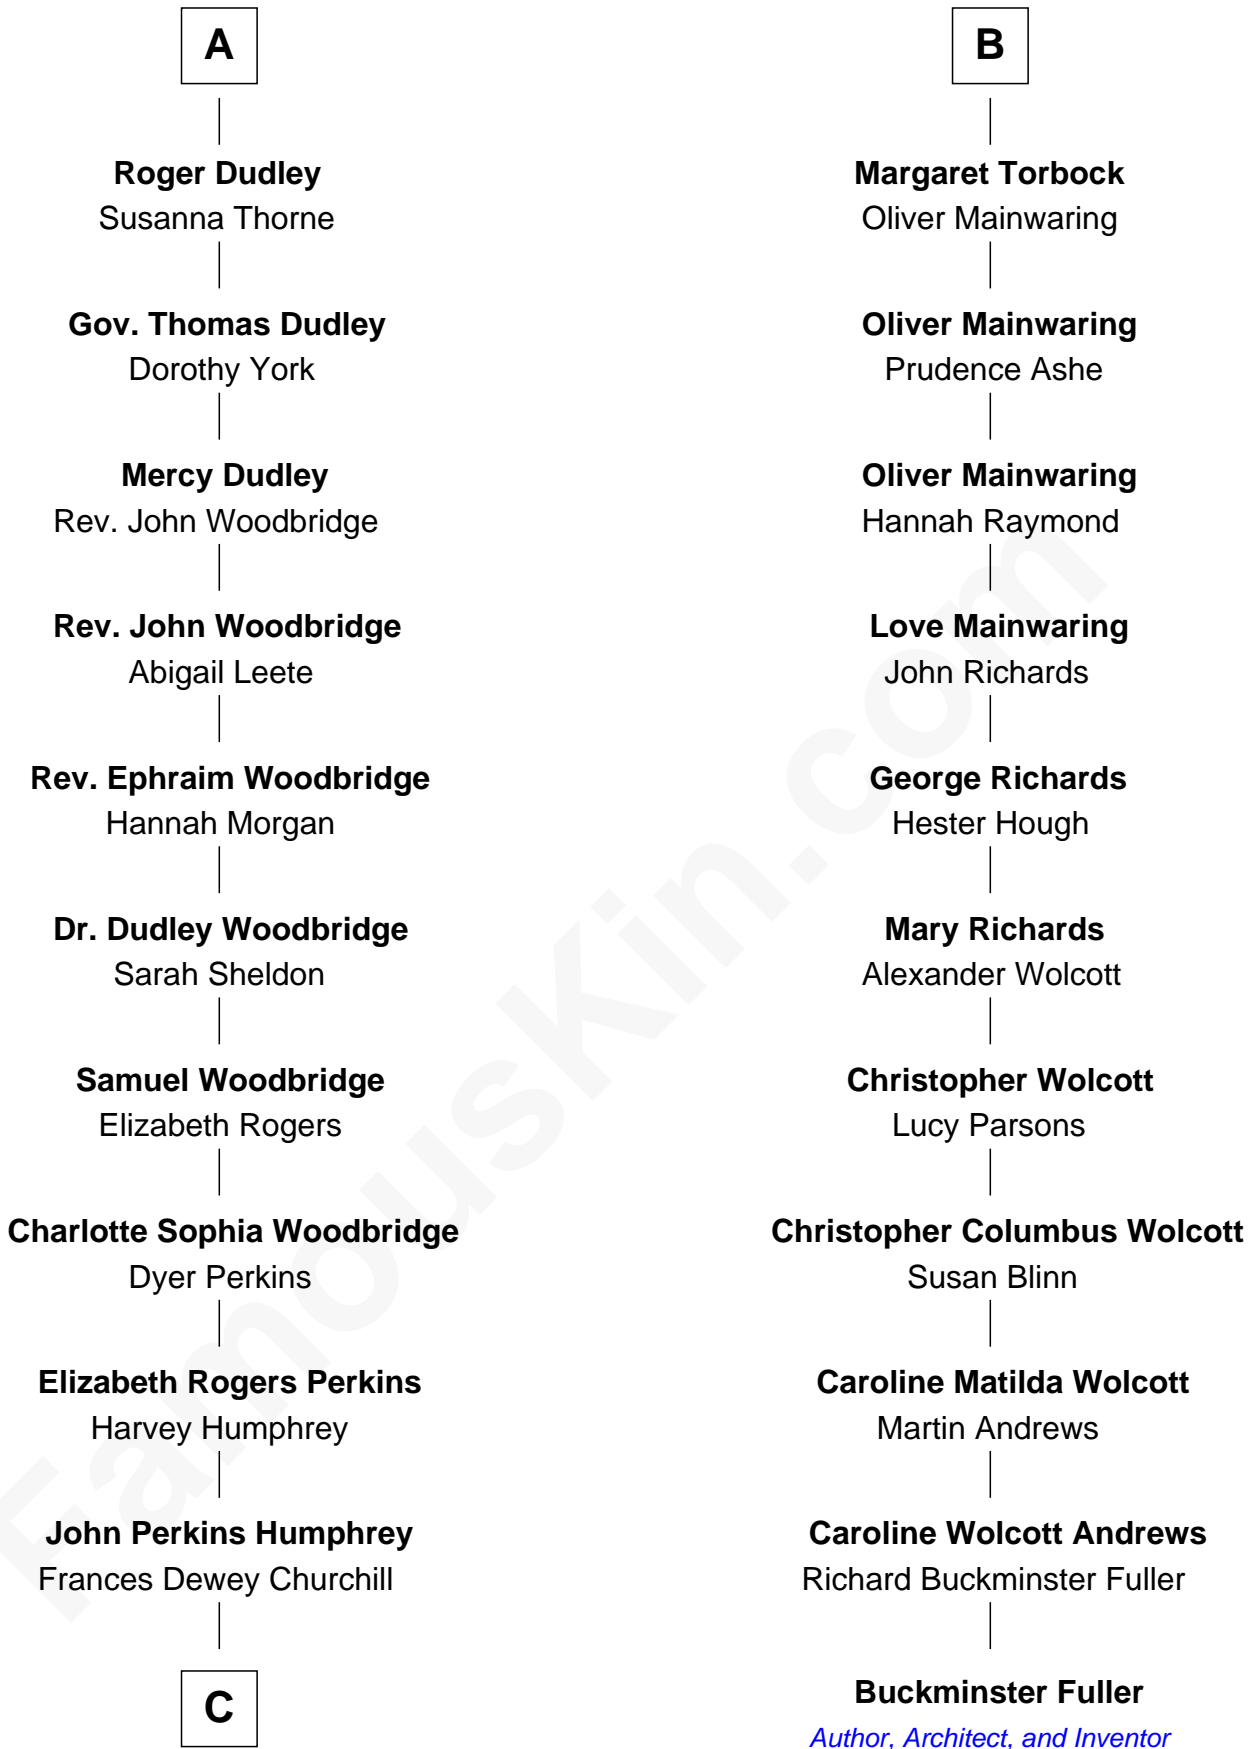 A
Roger Dudley
Susanna Thorne
Gov. Thomas Dudley
Dorothy York
Mercy Dudley
Rev. John Woodbridge
Rev. John Woodbridge
Abigail Leete
Rev. Ephraim Woodbridge
Hannah Morgan
Dr. Dudley Woodbridge
Sarah Sheldon
Samuel Woodbridge
Elizabeth Rogers
Charlotte Sophia Woodbridge
Dyer Perkins
Elizabeth Rogers Perkins
Harvey Humphrey
John Perkins Humphrey
Frances Dewey Churchill
C
B
Margaret Torbock
Oliver Mainwaring
Oliver Mainwaring
Prudence Ashe
Oliver Mainwaring
Hannah Raymond
Love Mainwaring
John Richards
George Richards
Hester Hough
Mary Richards
Alexander Wolcott
Christopher Wolcott
Lucy Parsons
Christopher Columbus Wolcott
Susan Blinn
Caroline Matilda Wolcott
Martin Andrews
Caroline Wolcott Andrews
Richard Buckminster Fuller
Buckminster Fuller
Author, Architect, and Inventor
FamousKin.com